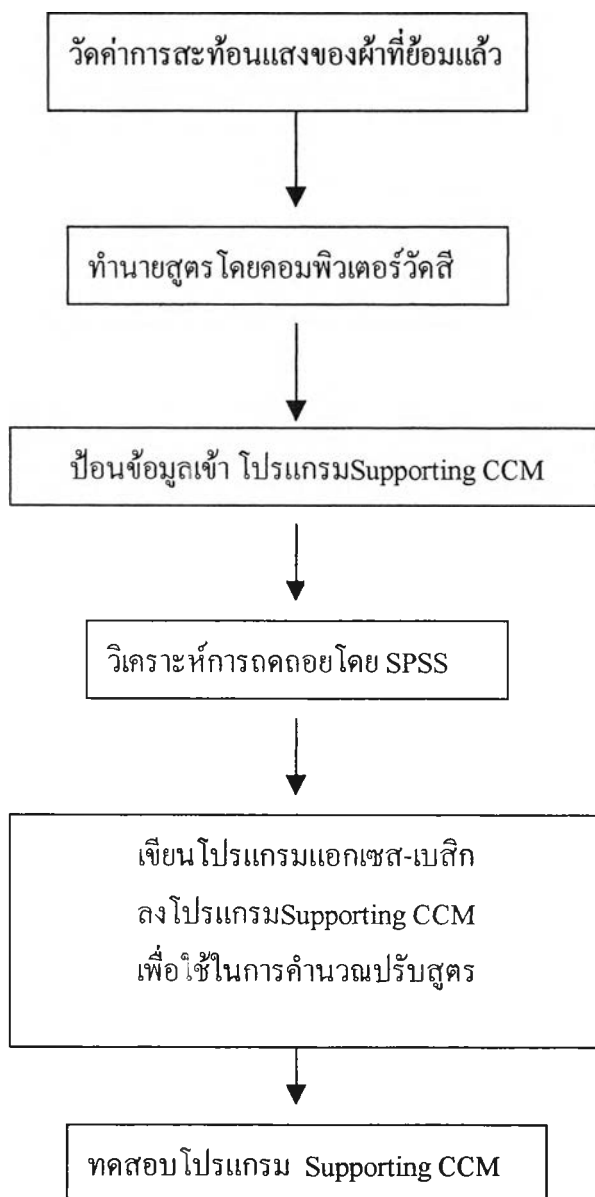 วัดค่าการสะท้อนแสงของผ้าที่ย้อมแล้ว
ทำนายสูตรโดยคอมพิวเตอร์วัดสี
ป้อนข้อมูลเข้า โปรแกรมSupporting CCM
วิเคราะห์การถดถอยโดย SPSS
เขียนโปรแกรมแอกเซส-เบสิก
ลงโปรแกรมSupporting CCM
เพื่อใช้ในการคำนวณปรับสูตร
ทดสอบโปรแกรม Supporting CCM